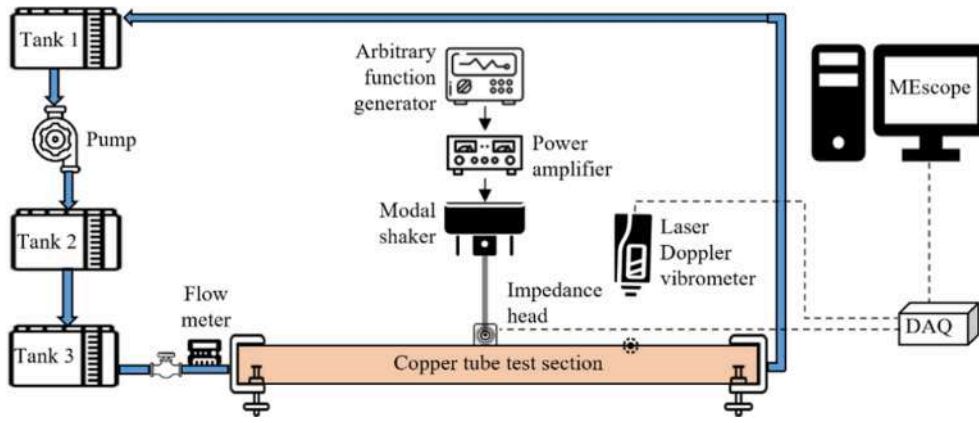 Tank 1
Pump
Tank 2
Tank 3
Flow
meter
Arbitrary
function
generator
Power
amplifier
Modal
shaker
Impedance
head
Laser
Doppler
vibrometer
MEscope
DAQ
Copper tube test section